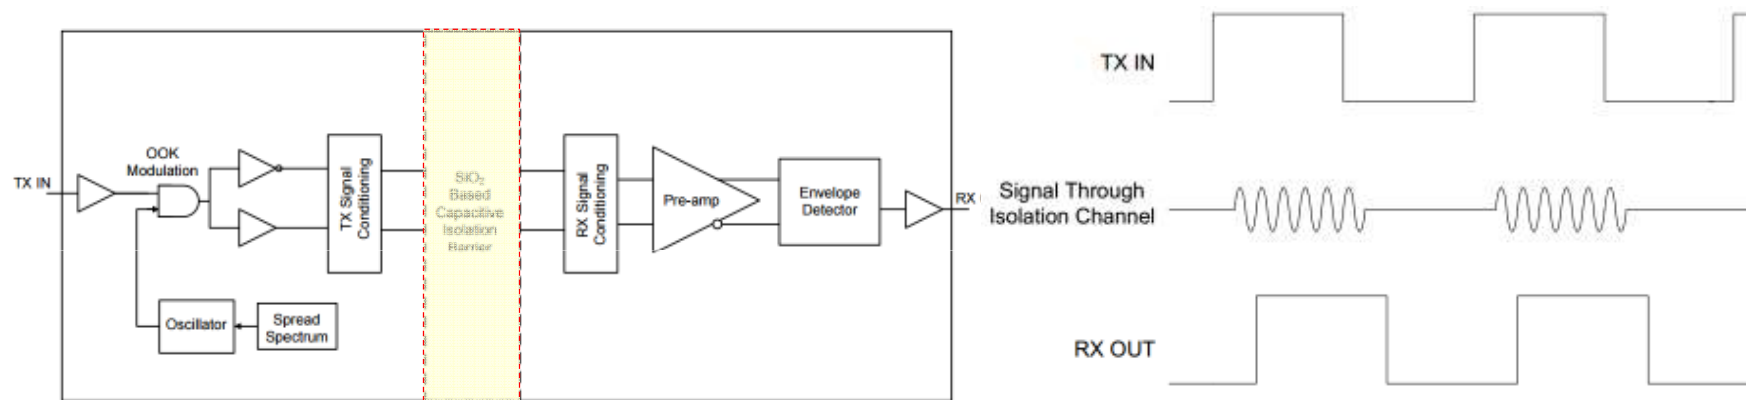 TX IN
OOK
Modulation
TX Signal
Conditioning
SiO₂
Based
Capacitive
Isolation
Barrier
RX Signal
Conditioning
Pre-amp
Envelope
Detector
RX
Oscillator
Spread
Spectrum
TX IN
Signal Through
Isolation Channel
RX OUT